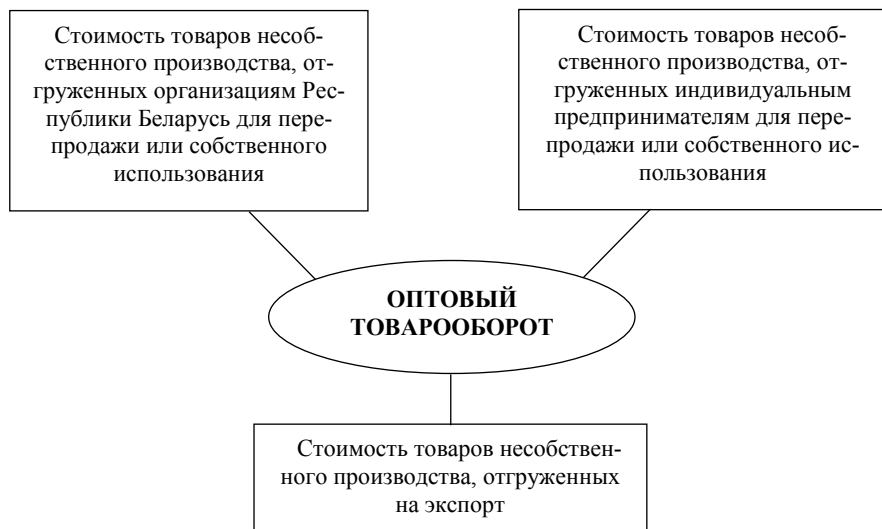 Стоимость товаров несоб-
ственного производства, от-
груженных организациям Рес-
публики Беларусь для пере-
продажи или собственного
использования
Стоимость товаров несоб-
ственного производства, от-
груженных индивидуальным
предпринимателям для пере-
продажи или собственного ис-
пользования
ОПТОВЫЙ
ТОВАРООБОРОТ
Стоимость товаров несобствен-
ного производства, отгруженных
на экспорт